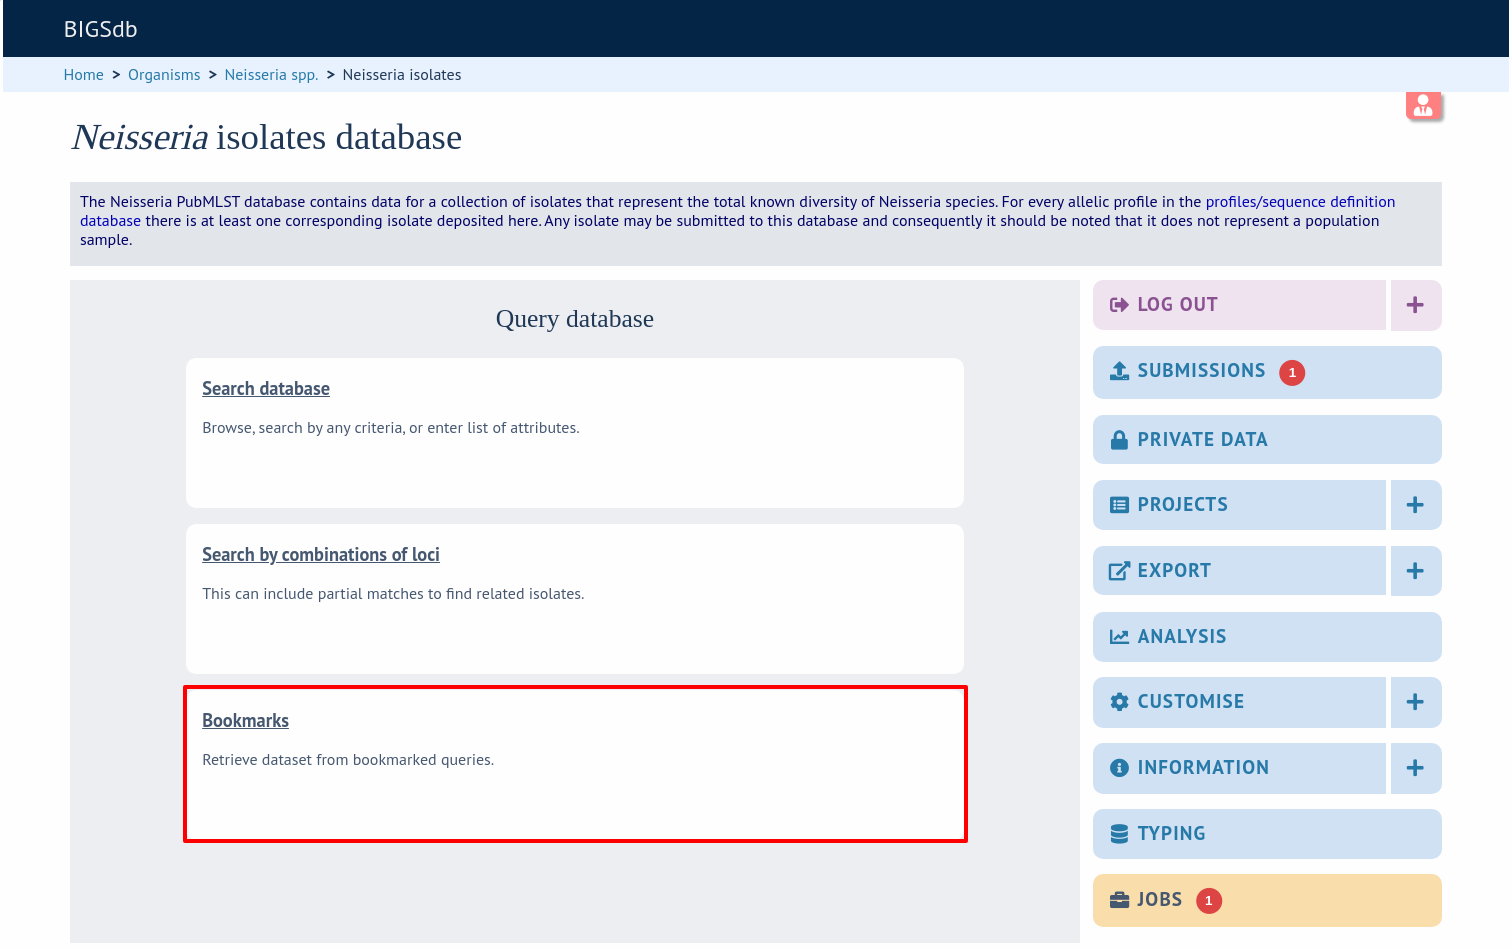 BIGSdb
Home > Organisms > Neisseria spp. > Neisseria isolates
Neisseria isolates database
The Neisseria PubMLST database contains data for a collection of isolates that represent the total known diversity of Neisseria species. For every allelic profile in the profiles/sequence definition
database there is at least one corresponding isolate deposited here. Any isolate may be submitted to this database and consequently it should be noted that it does not represent a population
sample.
Query database
Search database
Browse, search by any criteria, or enter list of attributes.
Search by combinations of loci
This can include partial matches to find related isolates.
Bookmarks
Retrieve dataset from bookmarked queries.
LOG OUT
SUBMISSIONS 1
PRIVATE DATA
PROJECTS
EXPORT
ANALYSIS
CUSTOMISE
INFORMATION
TYPING
JOBS 1